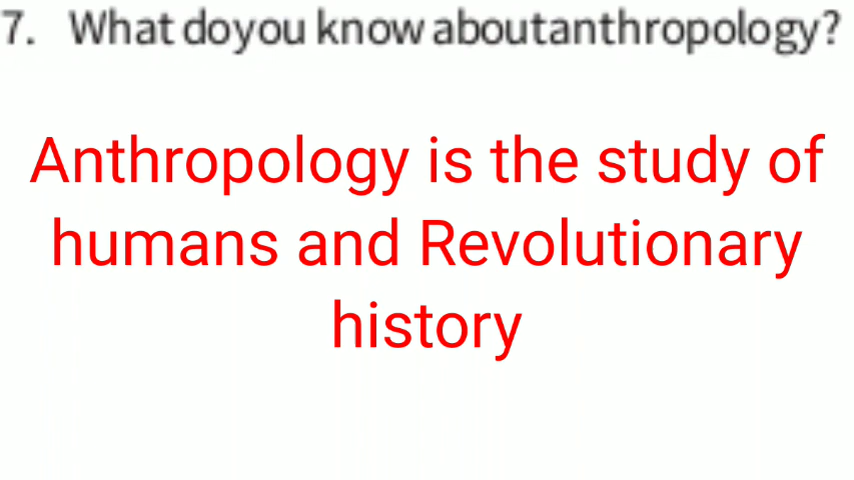 7. What doyou know aboutanthropology?
Anthropology is the study of
humans and Revolutionary
history